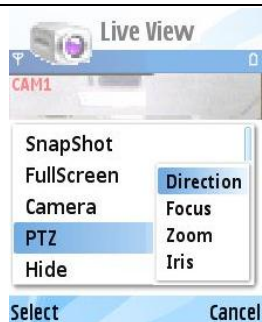 Live View
CAM1
SnapShot
FullScreen
Camera
PTZ
Hide
Direction
Focus
Zoom
Iris
Select
Cancel